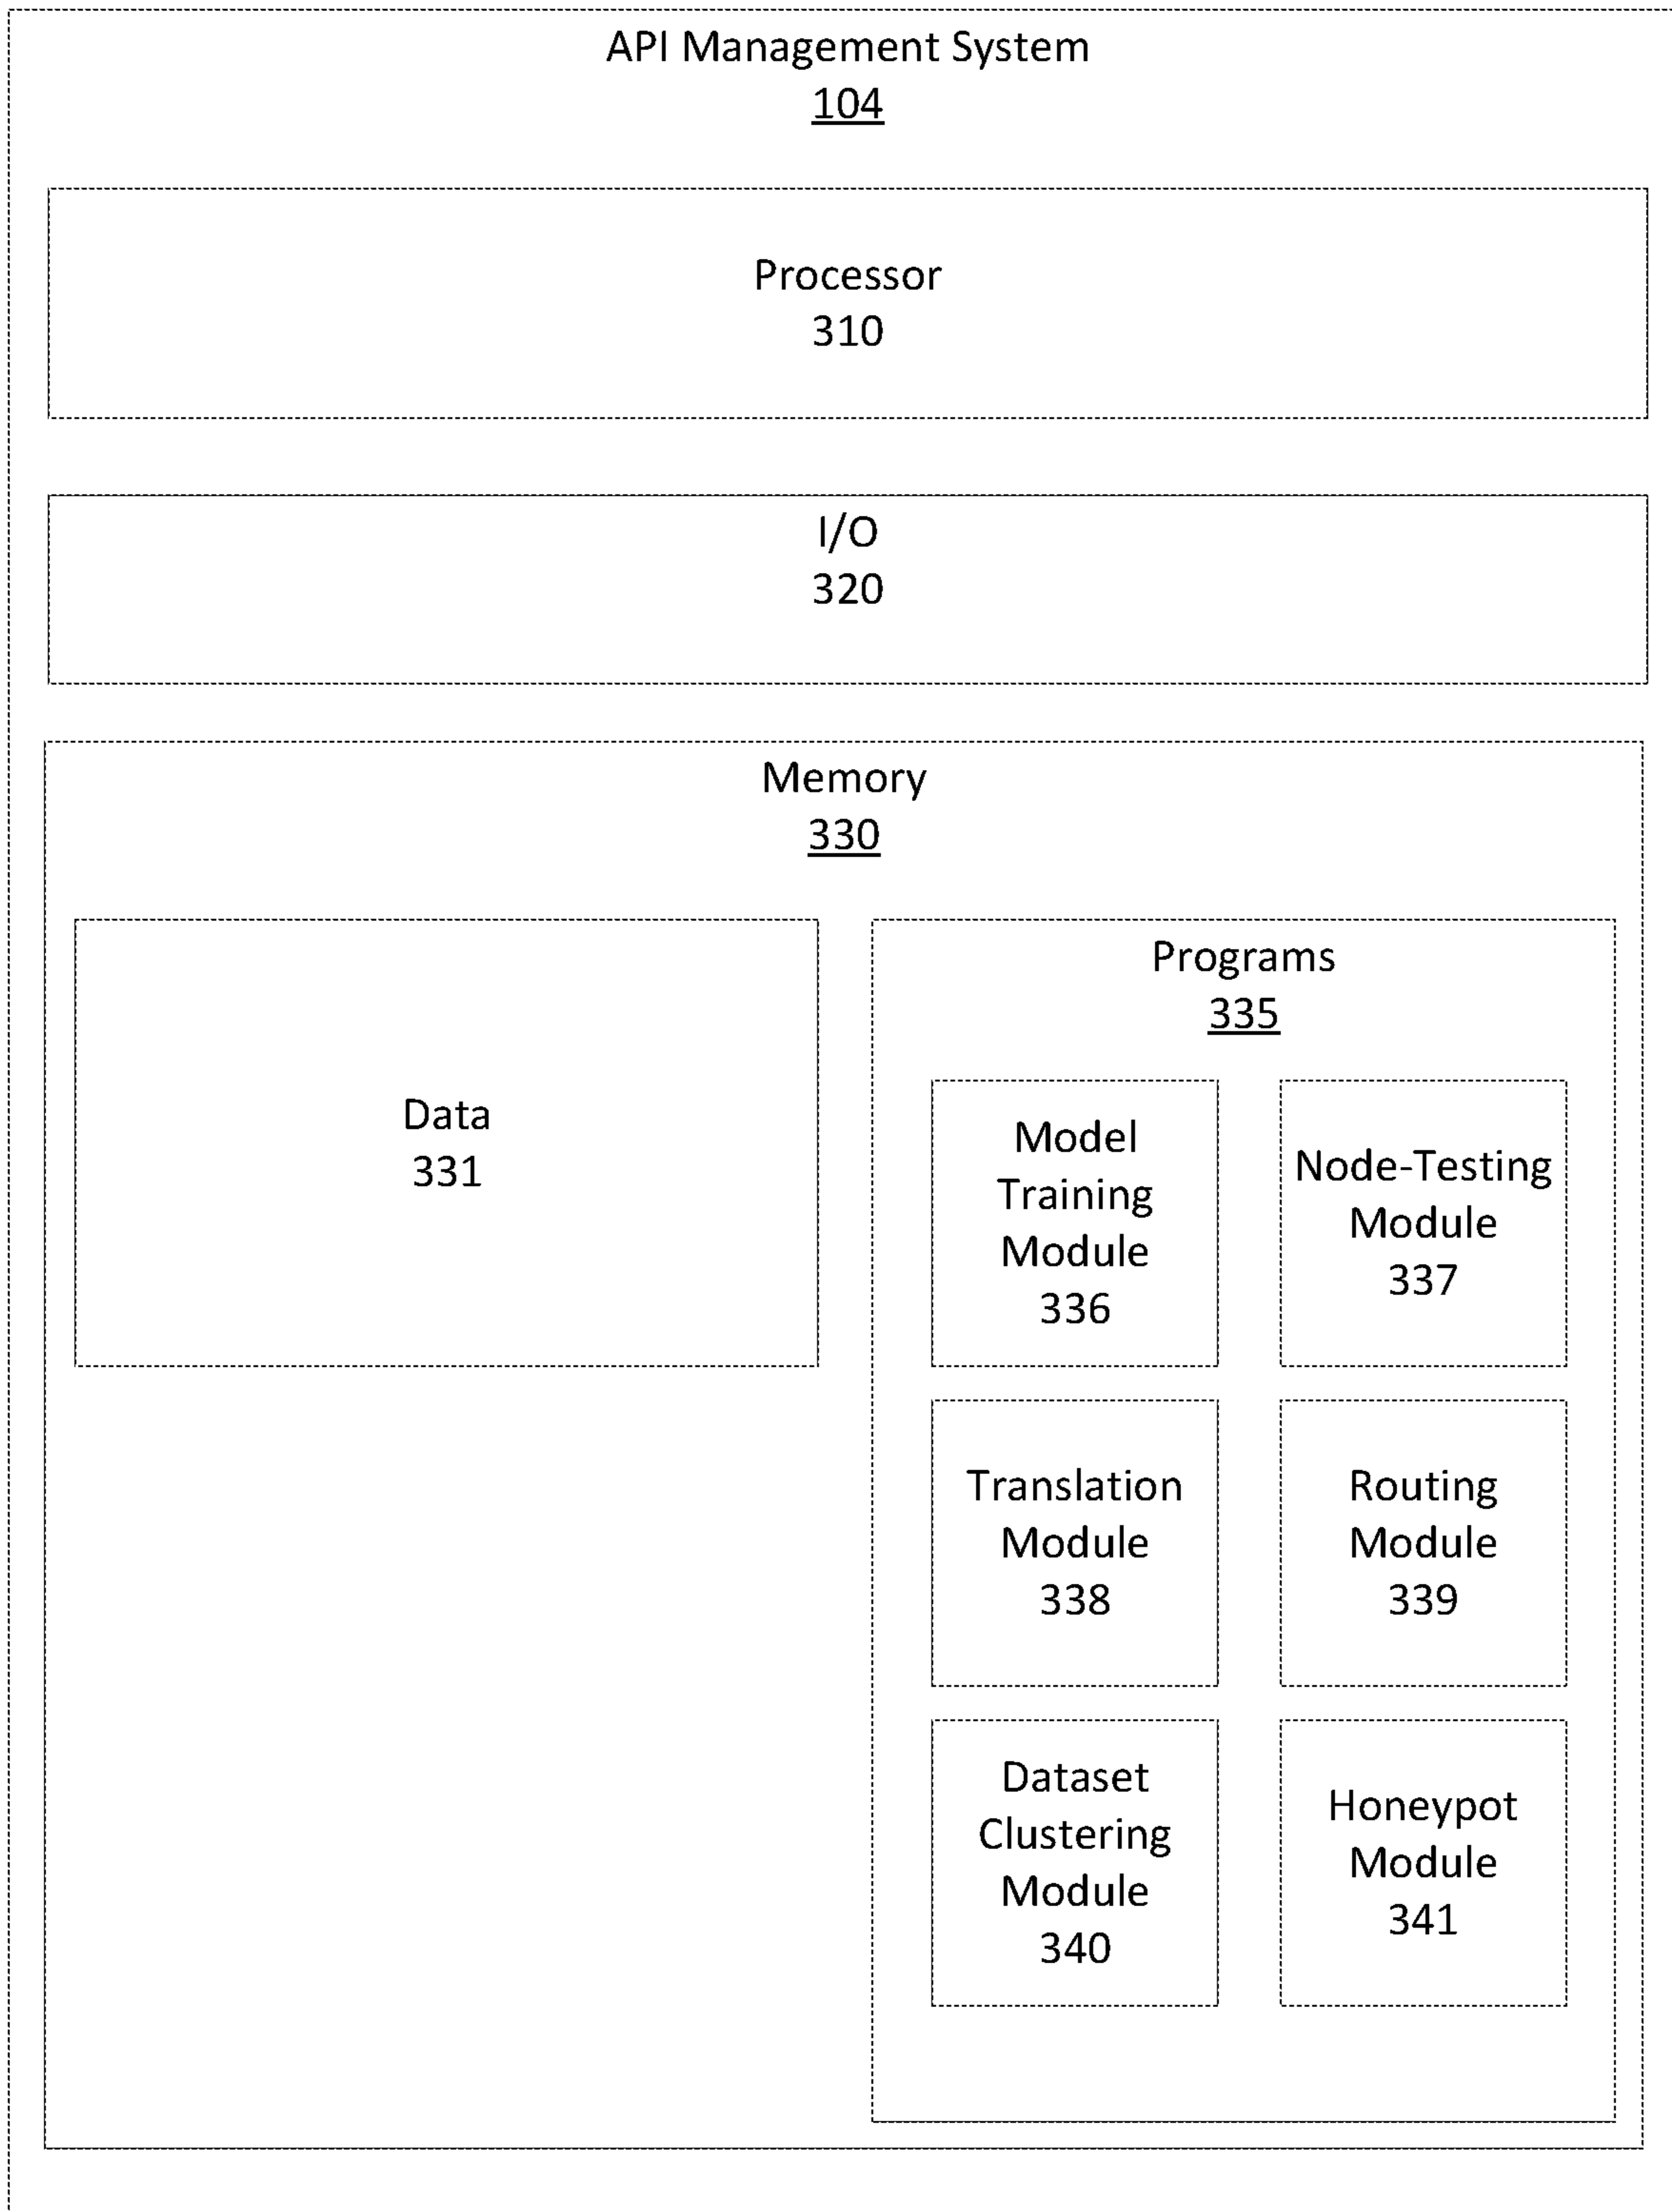 API Management System
104
Processor
310
I/O
320
Memory
330
Data
331
Programs
335
Model
Training
Module
336
Node-Testing
Module
337
Translation
Module
338
Routing
Module
339
Dataset
Clustering
Module
340
Honeypot
Module
341